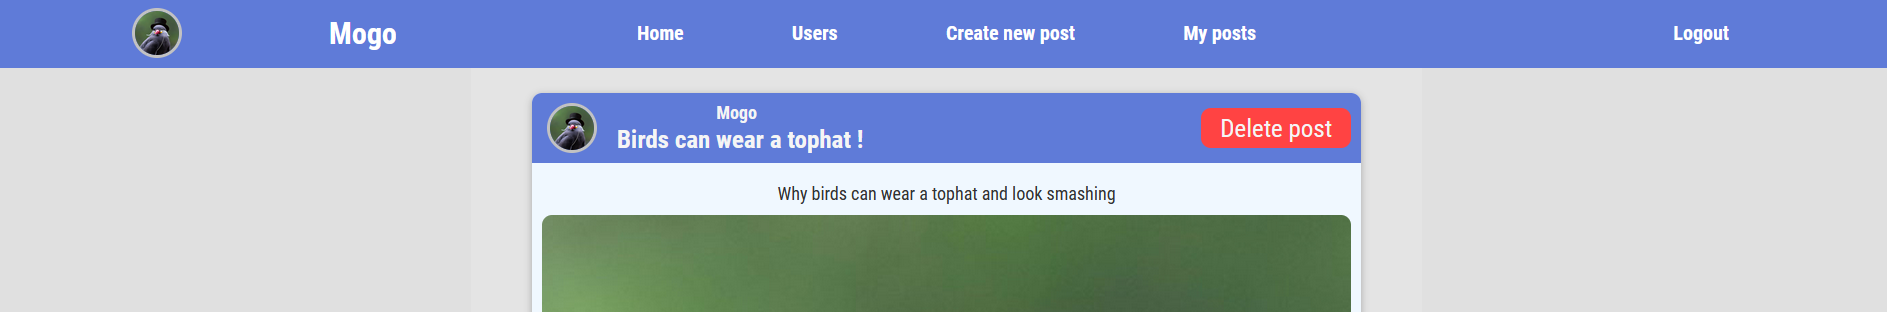 Mogo Home Users Create new post My posts Logout
Mogo
Birds can wear a tophat !
Delete post
Why birds can wear a tophat and look smashing